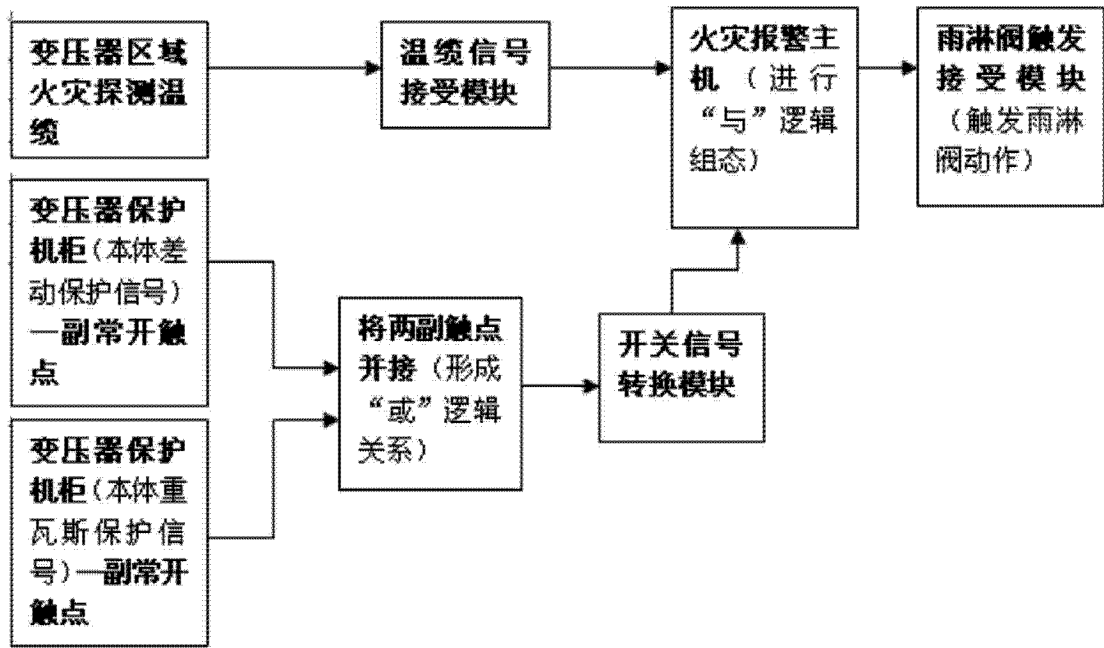 变压器区域
火灾探测温
缆
温缆信号
接受模块
火灾报警主
机（进行
“与”逻辑
组态）
雨淋阀触发
接受模块
（触发雨淋
阀动作）
变压器保护
机柜（本体差
动保护信号）
一副常开触
点
将两副触点
并接（形成
“或”逻辑
关系）
开关信号
转换模块
变压器保护
机柜（本体重
瓦斯保护信
号）一副常开
触点